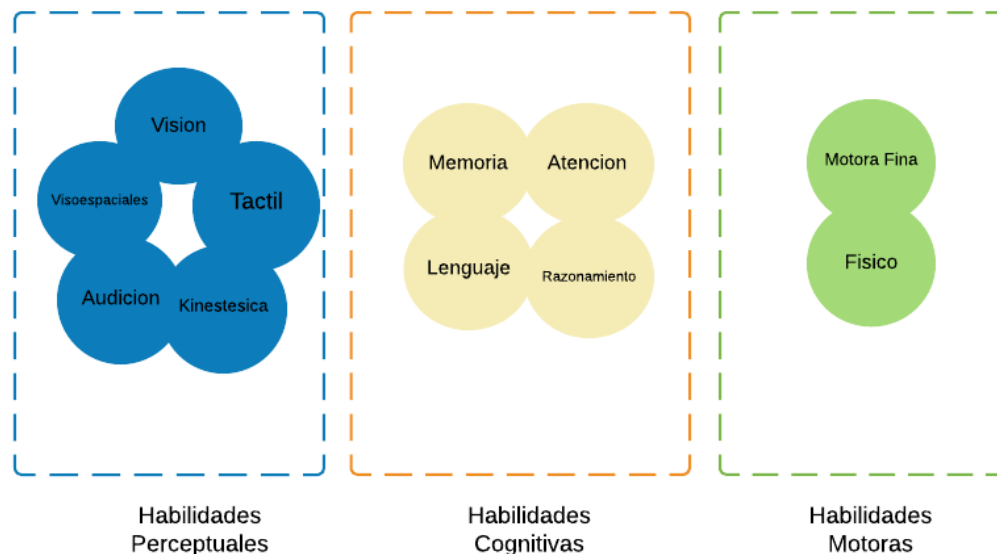 Vision
Visoespaciales
Tactil
Audicion
Kinestesica
Memoria
Atencion
Lenguaje
Razonamiento
Motora Fina
Fisico
Habilidades
Perceptuales
Habilidades
Cognitivas
Habilidades
Motoras